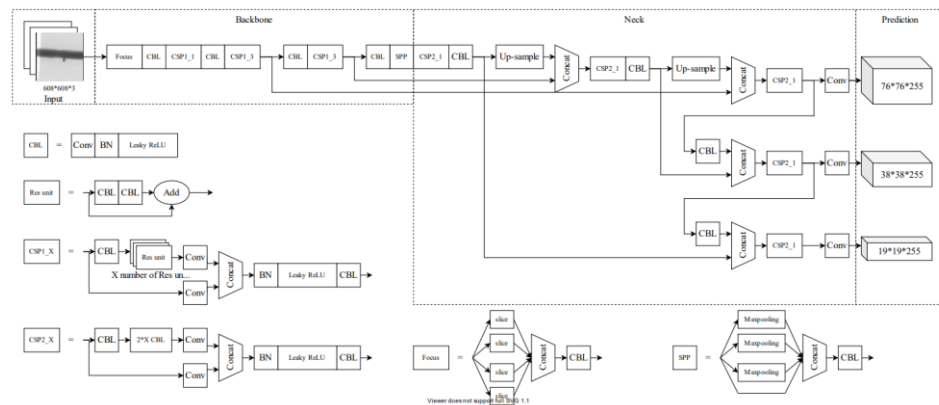 Backbone
Neck
Prediction
Focus CBL CSP1_1 CBL CSP1_3
CBL CSP1_3
CBL SPP CSP2_1 CBL
Up-sample
Concat
CSP2_1 CBL
Up-sample
Concat
CSP2_1
Conv
76*76*255
608*608*3
Input
CBL = Conv BN Leaky ReLU
CBL
Concat
CSP2_1
Conv
38*38*255
Res unit = CBL CBL Add
CBL
Concat
CSP2_1
Conv
19*19*255
CSP1_X = CBL Res unit Conv
X number of Res un...
Conv
Concat
BN Leaky ReLU CBL
CSP2_X = CBL 2*X CBL Conv
Conv
Concat
BN Leaky ReLU CBL
Focus =
slice
slice
slice
slice
Concat
CBL
SPP =
Maxpooling
Maxpooling
Maxpooling
Concat
CBL
Viewer does not support full SVG 1.1